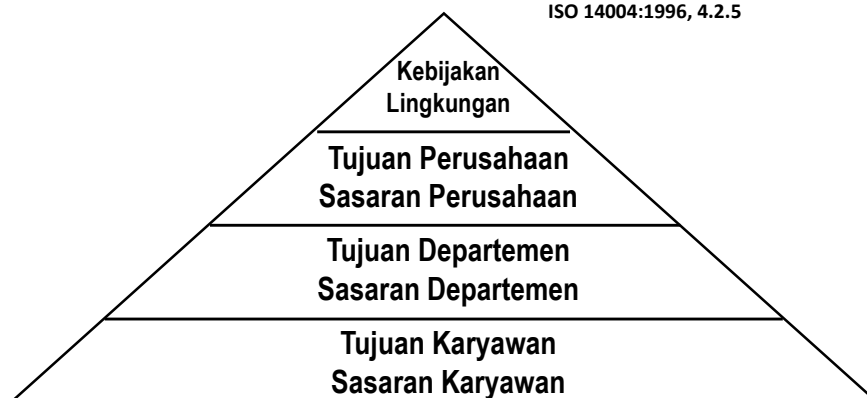 ISO 14004:1996, 4.2.5
Kebijakan
Lingkungan
Tujuan Perusahaan
Sasaran Perusahaan
Tujuan Departemen
Sasaran Departemen
Tujuan Karyawan
Sasaran Karyawan